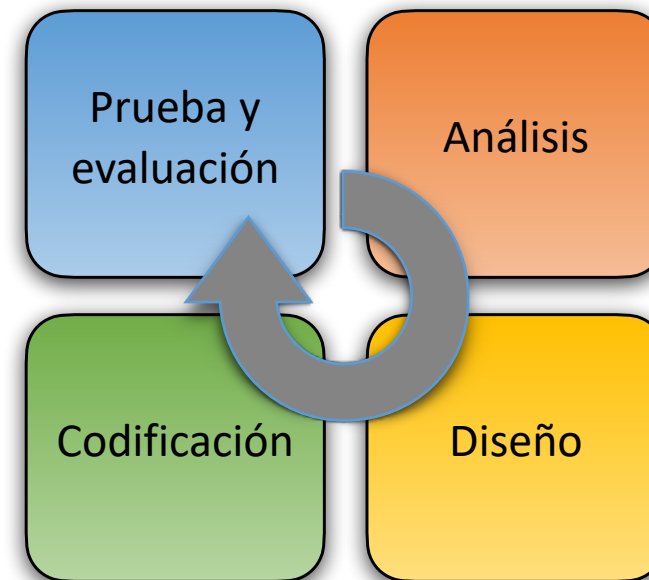 Prueba y
evaluación
Análisis
Codificación
Diseño